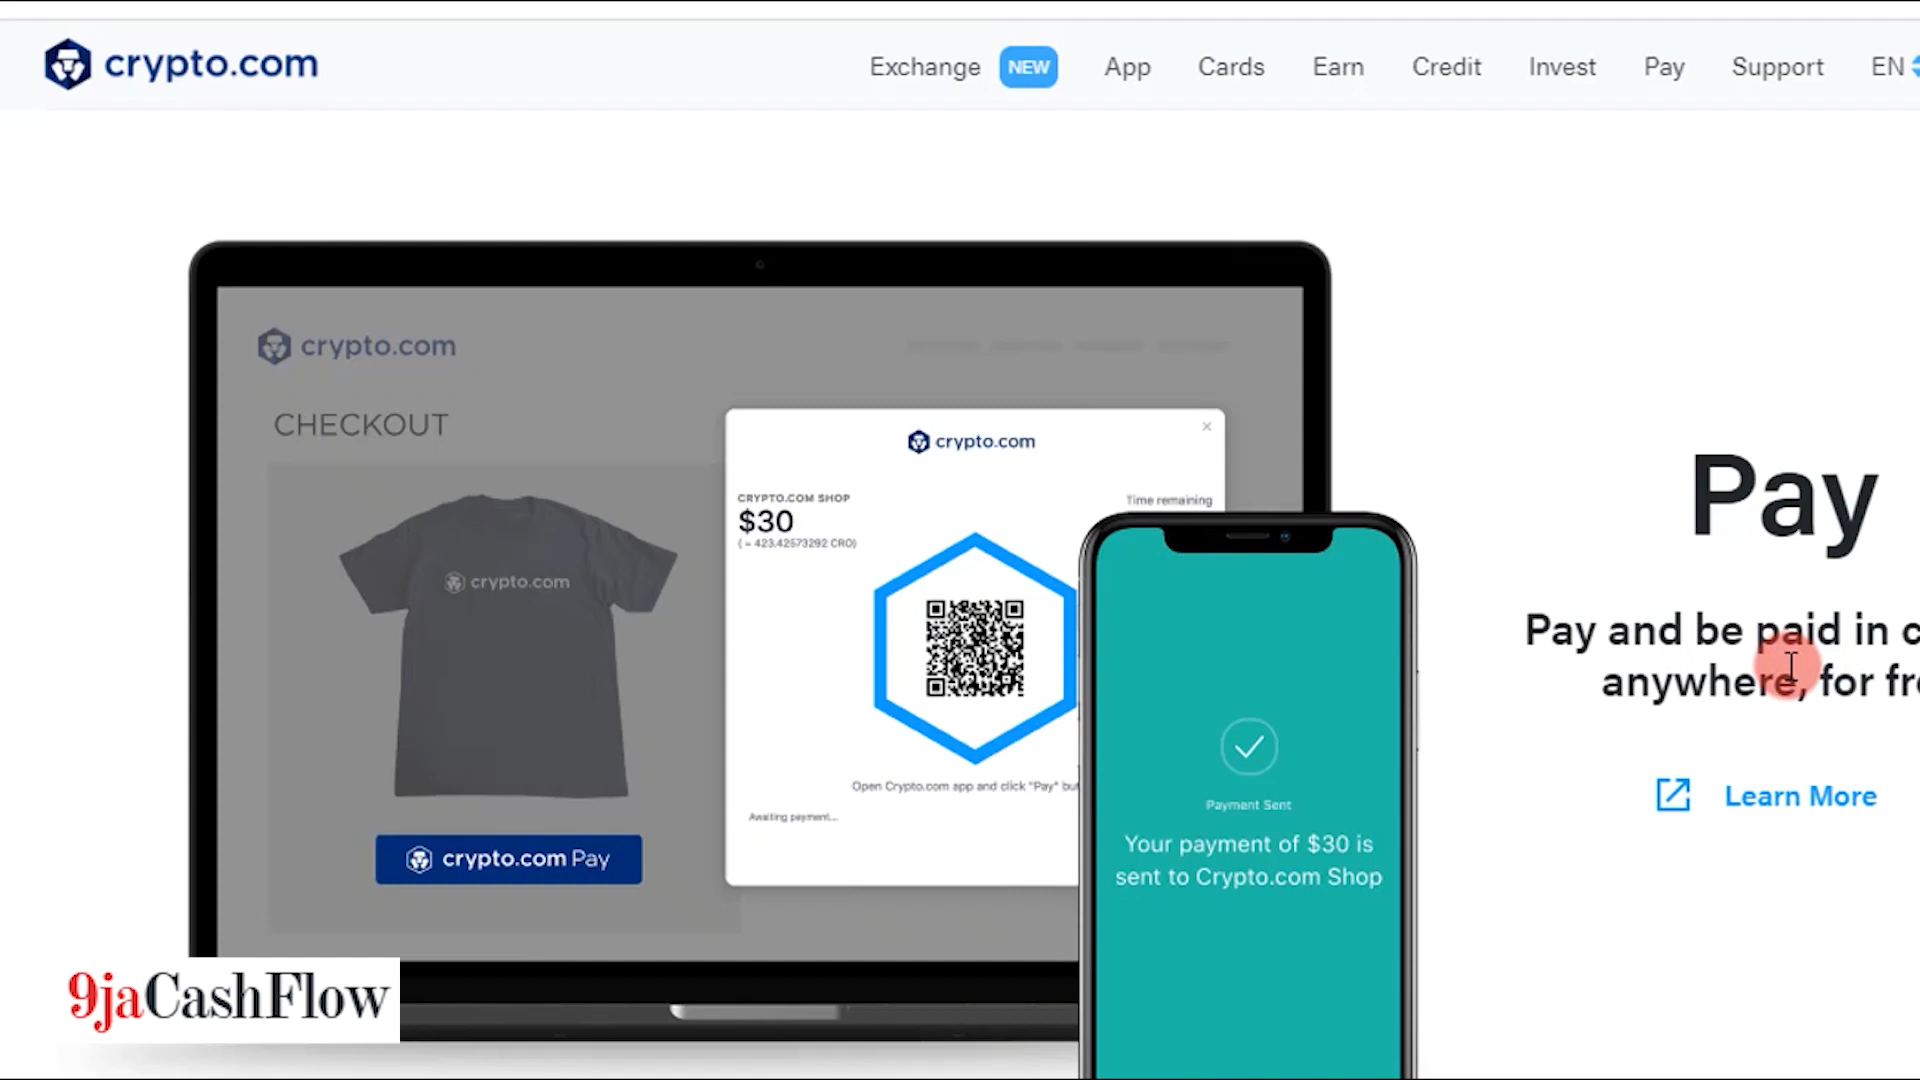 crypto.com
Exchange NEW App Cards Earn Credit Invest Pay Support EN
crypto.com
CHECKOUT
crypto.com
crypto.com Pay
crypto.com
CRYPTO.COM SHOP
Time remaining
$30
( = 423.42573292 CRO)
Open Crypto.com app and click "Pay"
Awaiting payment...
Payment Sent
Your payment of $30 is
sent to Crypto.com Shop
Pay
Pay and be paid in
anywhere, for
Learn More
9jaCashFlow